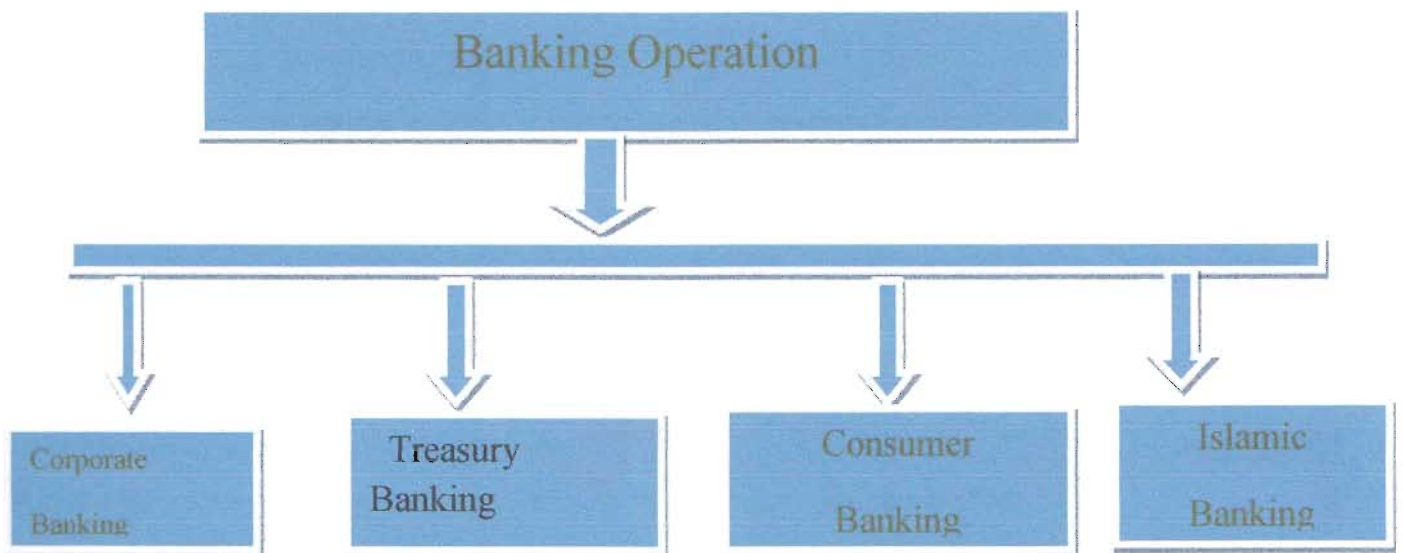 Banking Operation
Corporate
Banking
Treasury
Banking
Consumer
Banking
Islamic
Banking